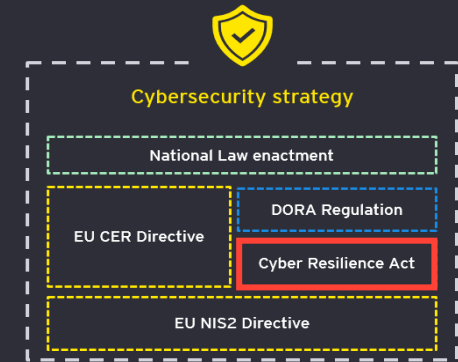 Cybersecurity strategy
National Law enactment
EU CER Directive
DORA Regulation
Cyber Resilience Act
EU NIS2 Directive